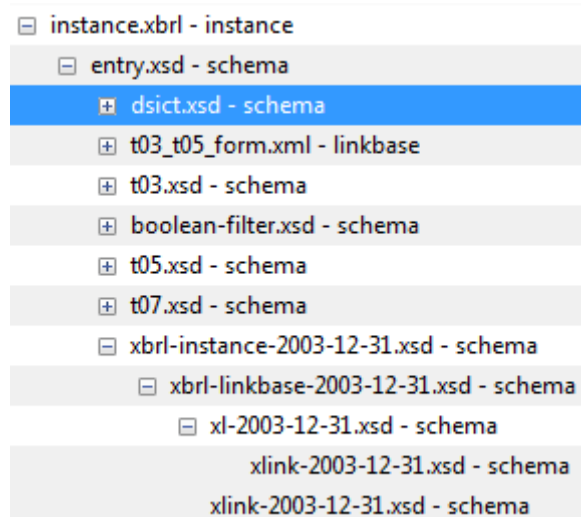 instance.xbrl - instance
entry.xsd - schema
dsict.xsd - schema
t03_t05_form.xml - linkbase
t03.xsd - schema
boolean-filter.xsd - schema
t05.xsd - schema
t07.xsd - schema
xbrl-instance-2003-12-31.xsd - schema
xbrl-linkbase-2003-12-31.xsd - schema
xl-2003-12-31.xsd - schema
xlink-2003-12-31.xsd - schema
xlink-2003-12-31.xsd - schema